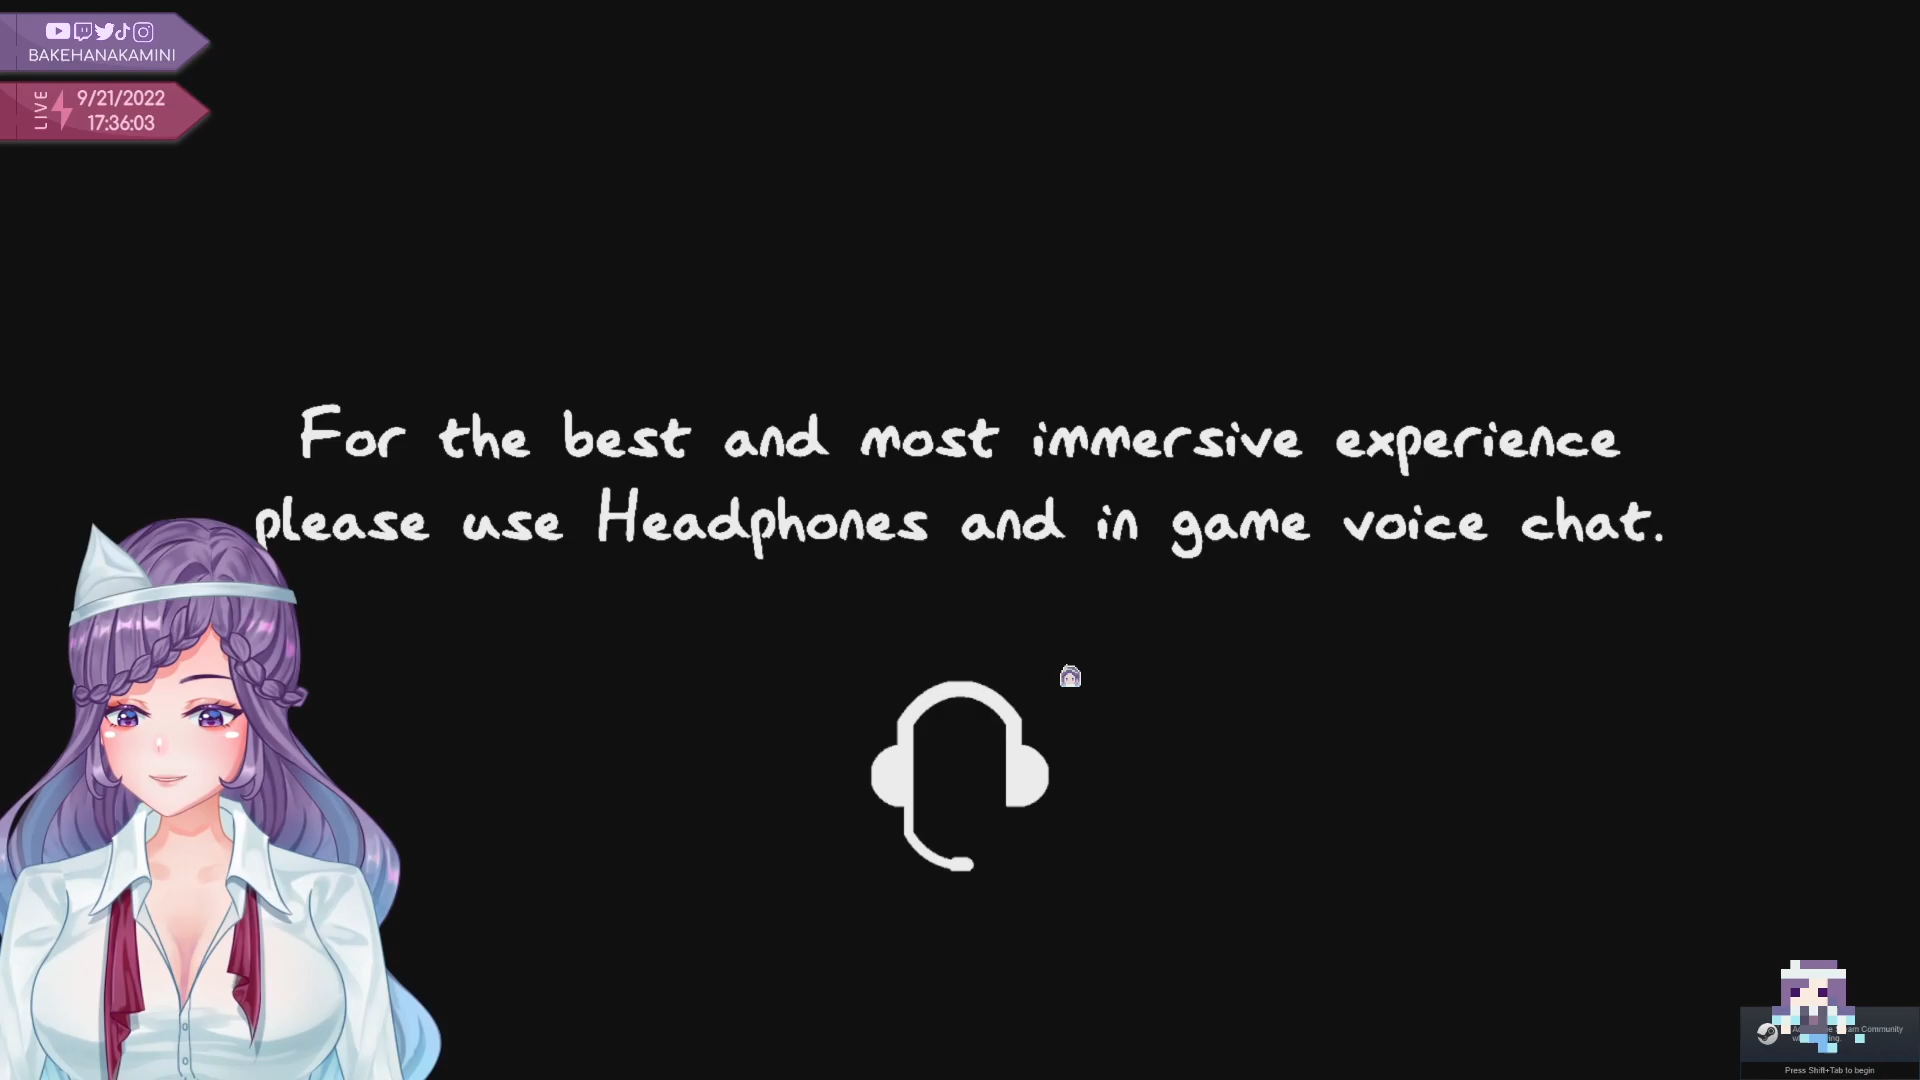 BAKEHANAKAMINI
LIVE
9/21/2022
17:36:03
For the best and most immersive experience
please use Headphones and in game voice chat.
Community
Press Shift+Tab to begin